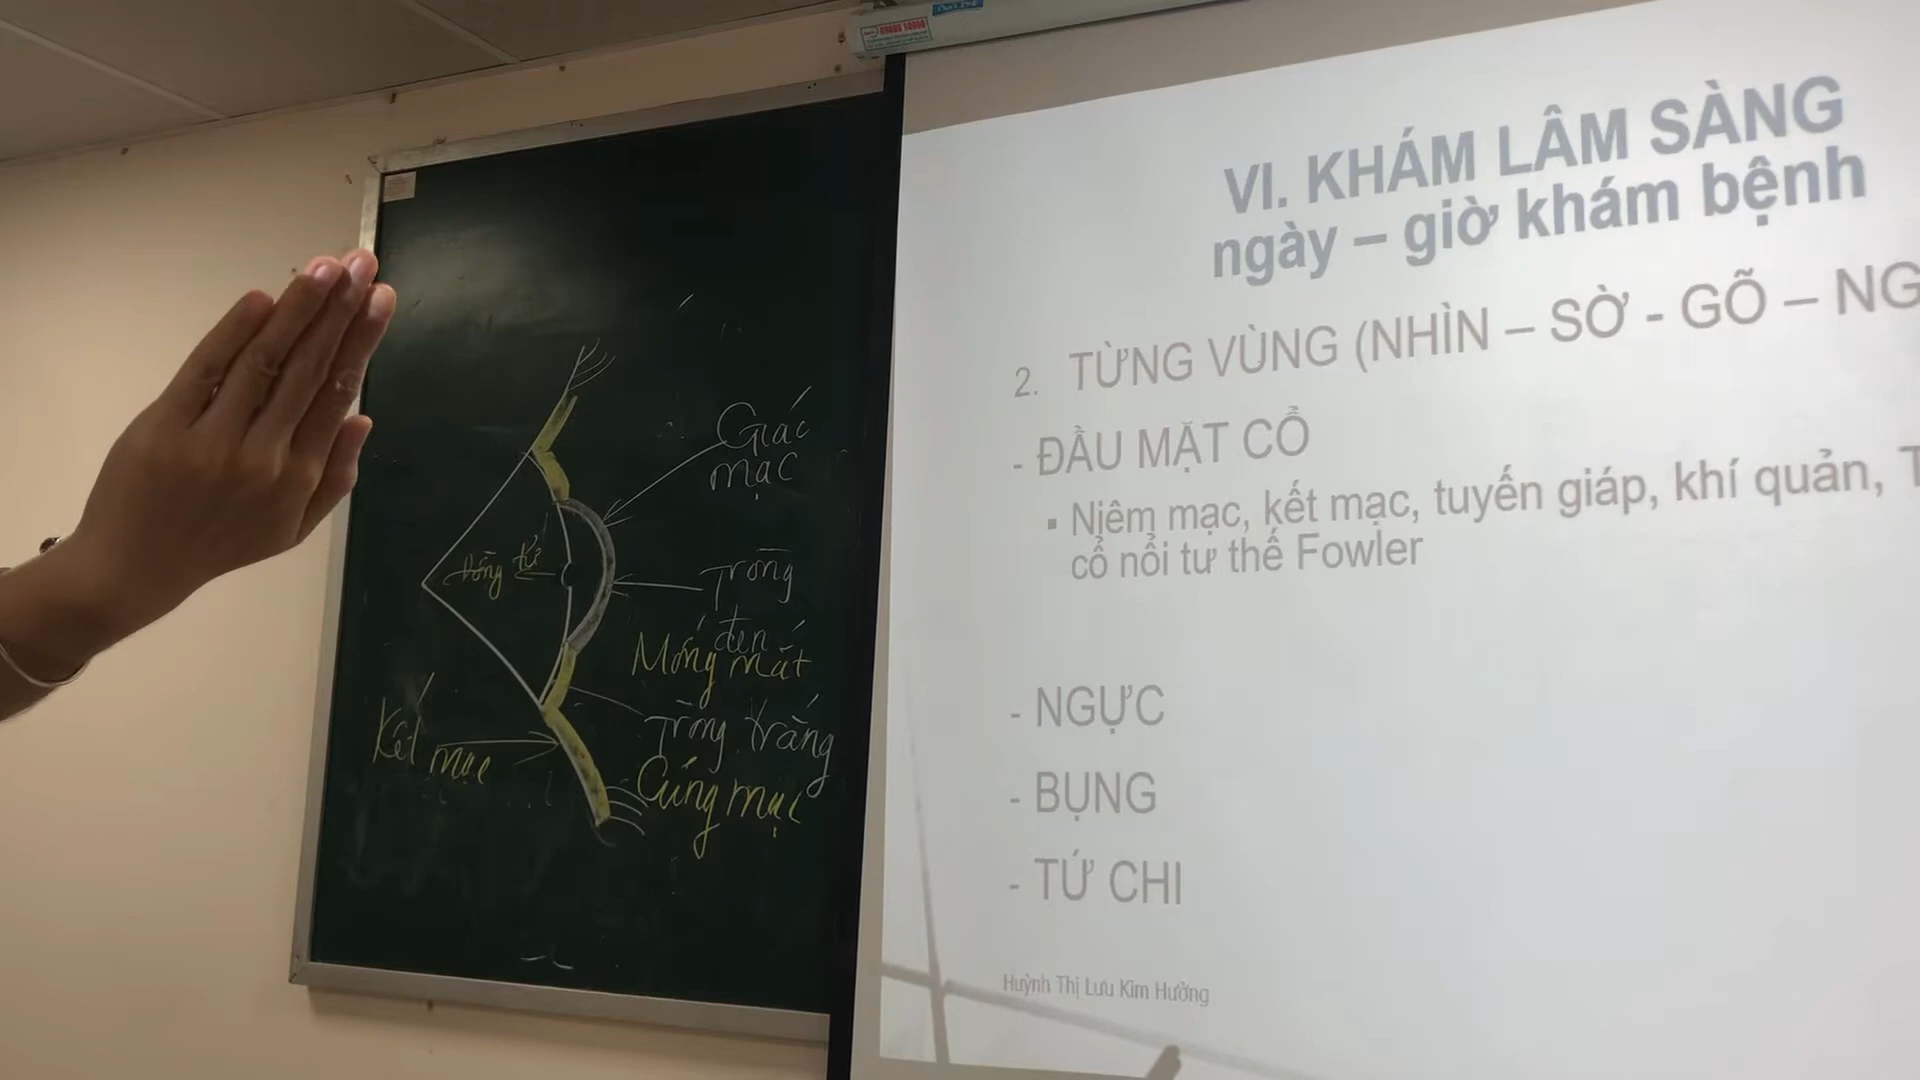 Giác
mạc
đồng tử
Tròng
đen
Mống mắt
Kết mạc
Tròng trắng
Củng mạc
VI. KHÁM LÂM SÀNG
ngày – giờ khám bệnh
2. TỪNG VÙNG (NHÌN – SỜ - GÕ – NG
- ĐẦU MẶT CỔ
▪ Niêm mạc, kết mạc, tuyến giáp, khí quản, T
cổ nổi tư thế Fowler
- NGỰC
- BỤNG
- TỨ CHI
Huỳnh Thị Lưu Kim Hưởng